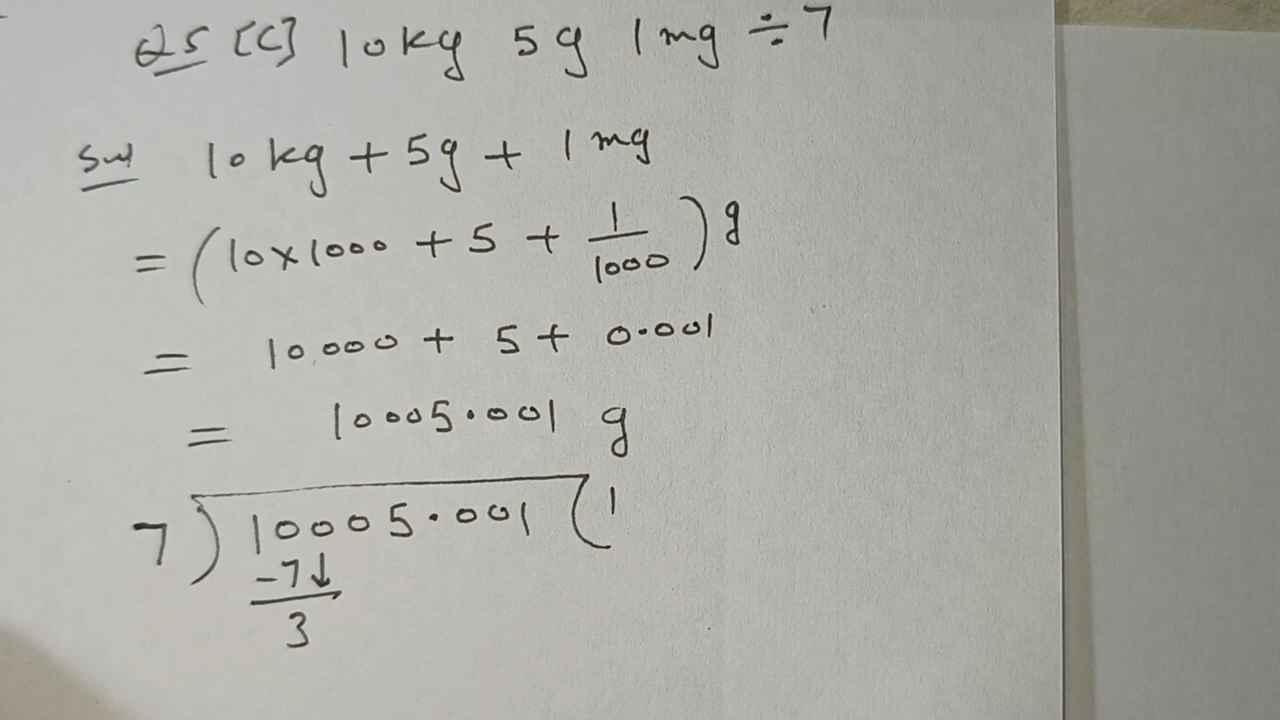 Q5 [C] 10kg 5g 1mg ÷ 7
Sol 10kg + 5g + 1mg
= (10×1000 + 5 + 1/1000) g
= 10,000 + 5 + 0.001
= 10005.001 g
7) 10005.001 (1
-7↓
3